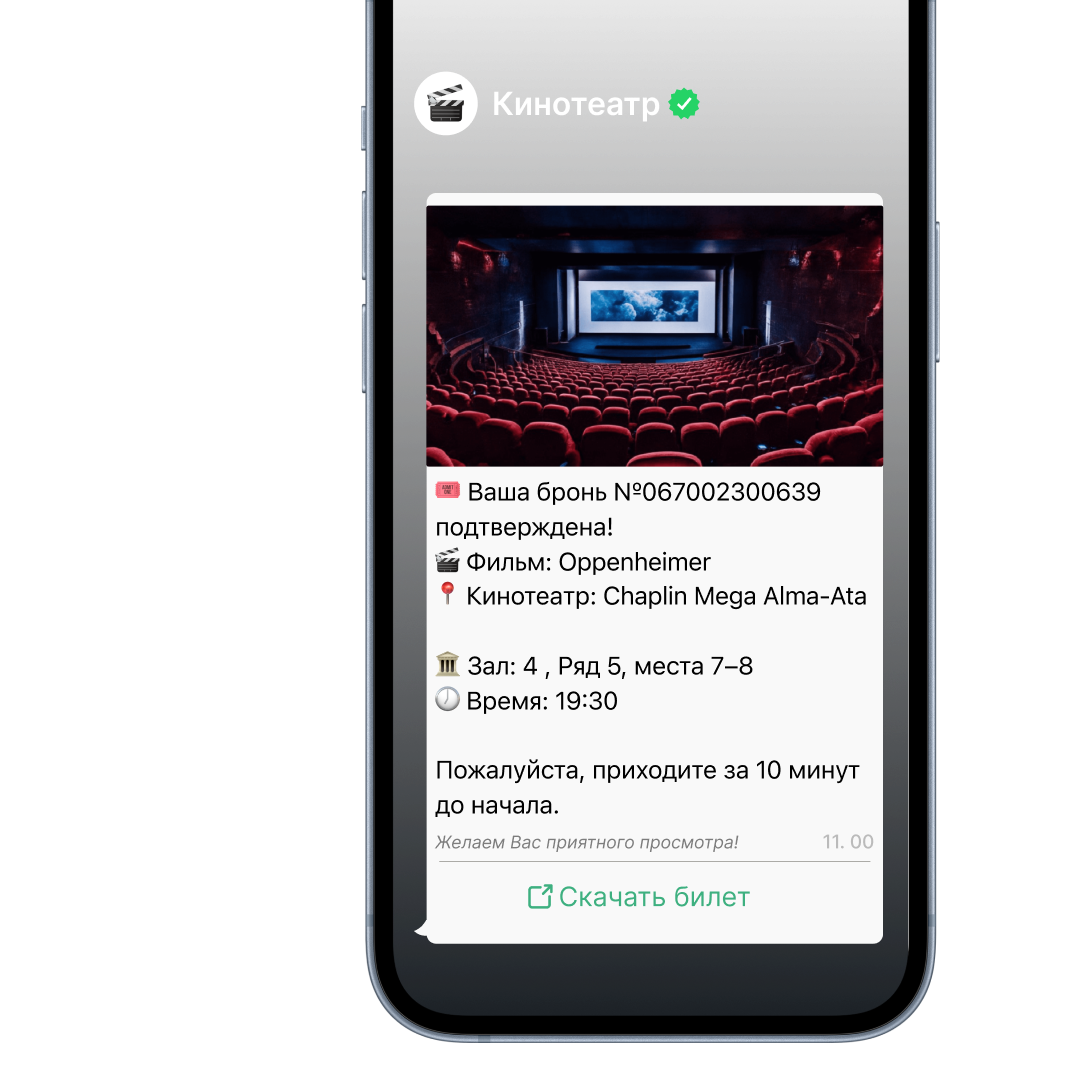 Кинотеатр
Ваша бронь №067002300639
подтверждена!
Фильм: Oppenheimer
Кинотеатр: Chaplin Mega Alma-Ata
Зал: 4 , Ряд 5, места 7–8
Время: 19:30
Пожалуйста, приходите за 10 минут
до начала.
Желаем Вас приятного просмотра!
11. 00
Скачать билет